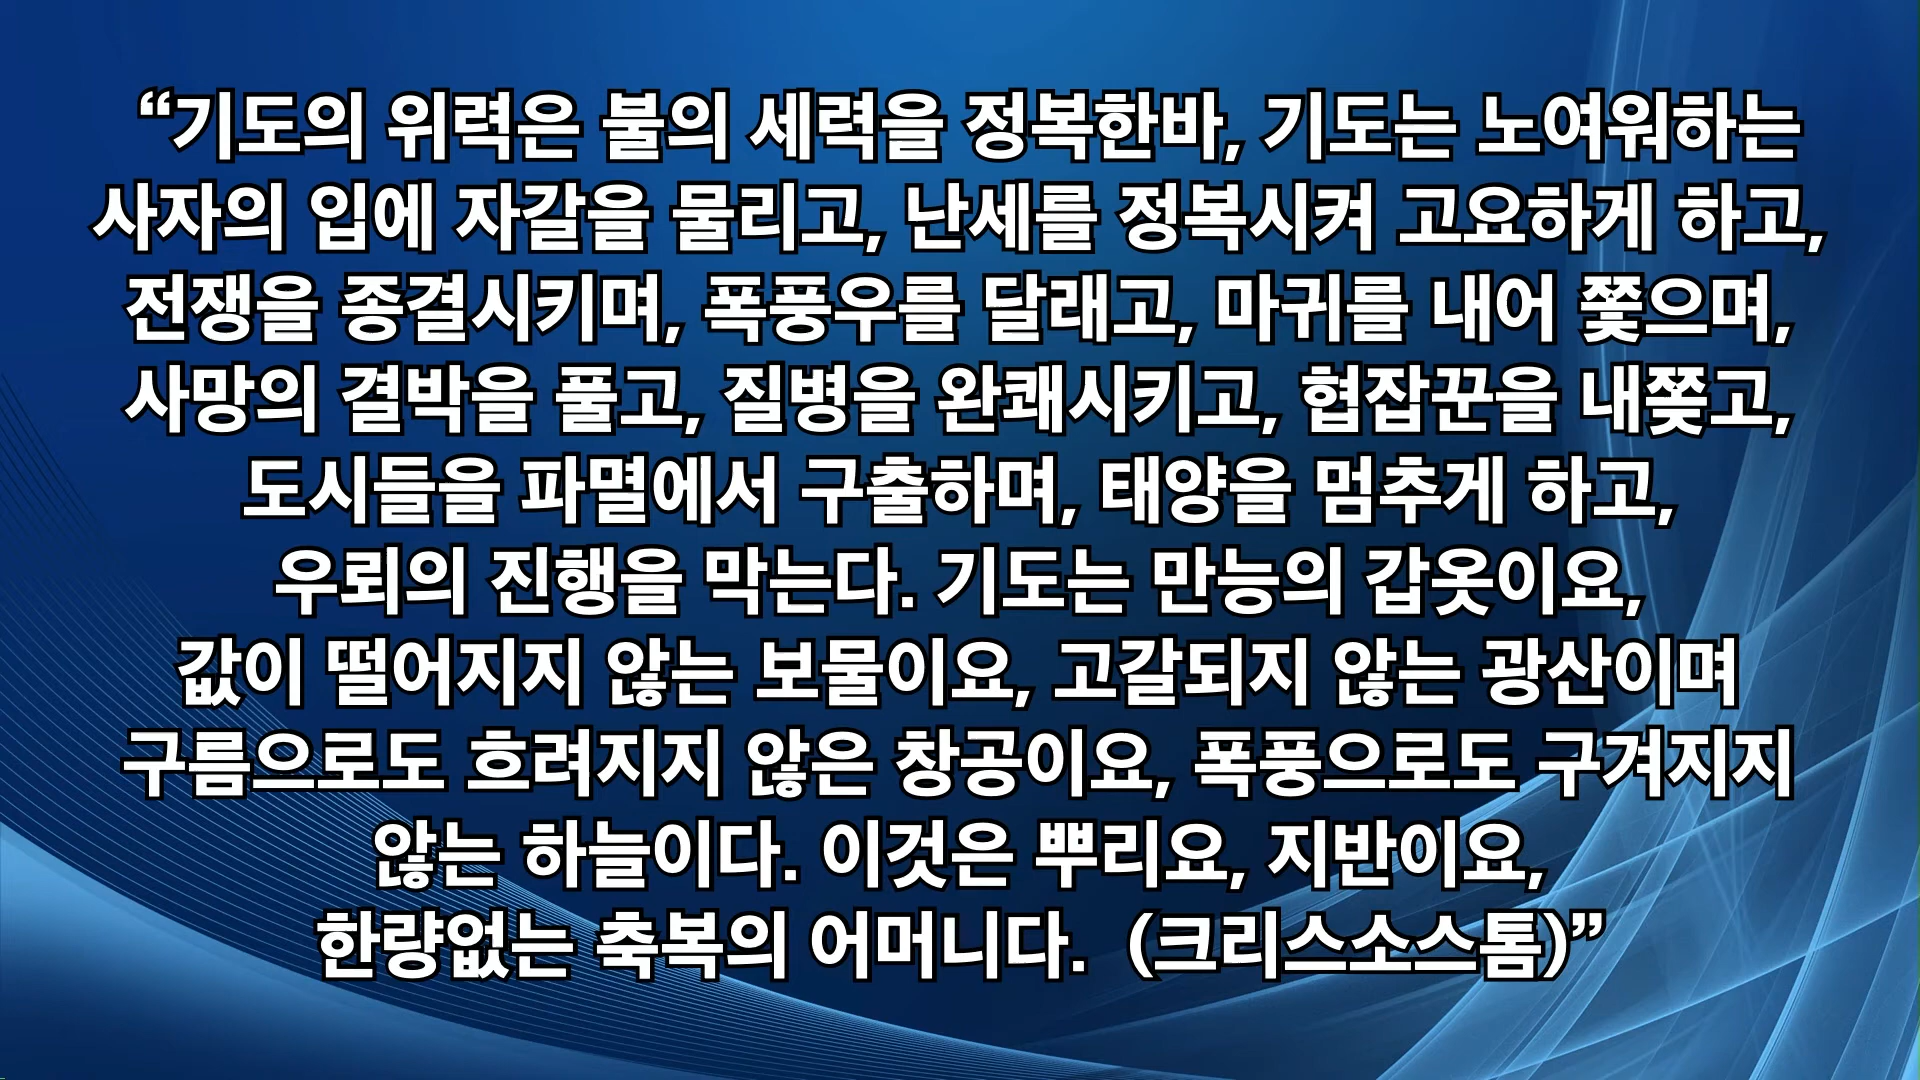 “기도의 위력은 불의 세력을 정복한바, 기도는 노여워하는
사자의 입에 자갈을 물리고, 난세를 정복시켜 고요하게 하고,
전쟁을 종결시키며, 폭풍우를 달래고, 마귀를 내어 쫓으며,
사망의 결박을 풀고, 질병을 완쾌시키고, 협잡꾼을 내쫓고,
도시들을 파멸에서 구출하며, 태양을 멈추게 하고,
우뢰의 진행을 막는다. 기도는 만능의 갑옷이요,
값이 떨어지지 않는 보물이요, 고갈되지 않는 광산이며
구름으로도 흐려지지 않은 창공이요, 폭풍으로도 구겨지지
않는 하늘이다. 이것은 뿌리요, 지반이요,
한량없는 축복의 어머니다. (크리스소스톰)”